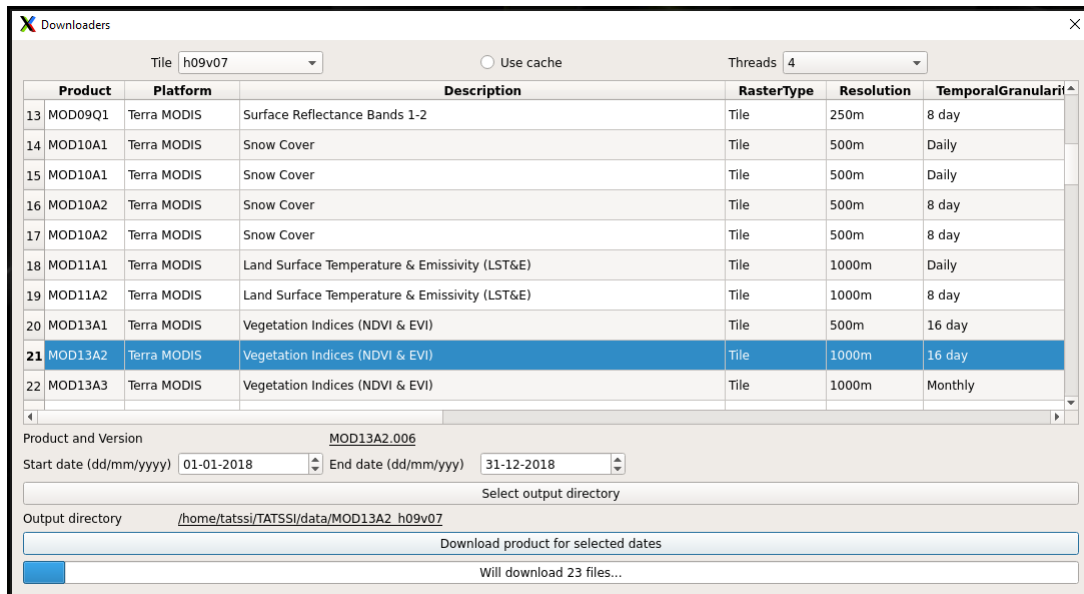 Downloaders
Tile h09v07 Use cache Threads 4
Product Platform Description RasterType Resolution TemporalGranularit
13 MOD09Q1 Terra MODIS Surface Reflectance Bands 1-2 Tile 250m 8 day
14 MOD10A1 Terra MODIS Snow Cover Tile 500m Daily
15 MOD10A1 Terra MODIS Snow Cover Tile 500m Daily
16 MOD10A2 Terra MODIS Snow Cover Tile 500m 8 day
17 MOD10A2 Terra MODIS Snow Cover Tile 500m 8 day
18 MOD11A1 Terra MODIS Land Surface Temperature & Emissivity (LST&E) Tile 1000m Daily
19 MOD11A2 Terra MODIS Land Surface Temperature & Emissivity (LST&E) Tile 1000m 8 day
20 MOD13A1 Terra MODIS Vegetation Indices (NDVI & EVI) Tile 500m 16 day
21 MOD13A2 Terra MODIS Vegetation Indices (NDVI & EVI) Tile 1000m 16 day
22 MOD13A3 Terra MODIS Vegetation Indices (NDVI & EVI) Tile 1000m Monthly
Product and Version MOD13A2.006
Start date (dd/mm/yyyy) 01-01-2018 End date (dd/mm/yyy) 31-12-2018
Select output directory
Output directory /home/tatssi/TATSSI/data/MOD13A2_h09v07
Download product for selected dates
Will download 23 files...